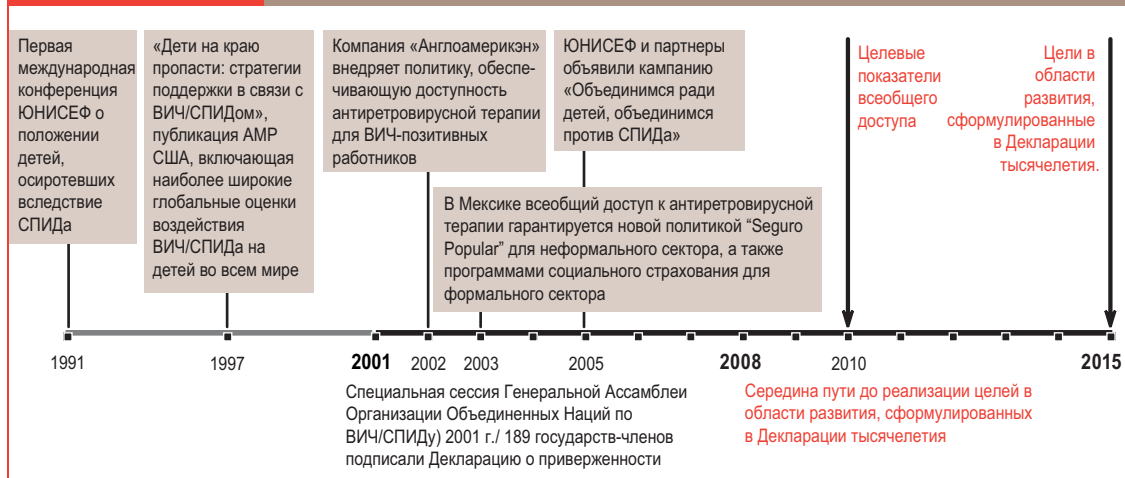 Первая
международная
конференция
ЮНИСЕФ о
положении
детей,
осиротевших
вследствие
СПИДа
«Дети на краю
пропасти: стратегии
поддержки в связи с
ВИЧ/СПИДом»,
публикация АМР
США, включающая
наиболее широкие
глобальные оценки
воздействия
ВИЧ/СПИДа на
детей во всем мире
Компания «Англоамерикэн»
внедряет политику, обеспе-
чивающую доступность
антиретровирусной терапии
для ВИЧ-позитивных
работников
ЮНИСЕФ и партнеры
объявили кампанию
«Объединимся ради
детей, объединимся
против СПИДа»
В Мексике всеобщий доступ к антиретровирусной
терапии гарантируется новой политикой “Seguro
Popular” для неформального сектора, а также
программами социального страхования для
формального сектора
Целевые
показатели
всеобщего
доступа
Цели в
области
развития,
сформулированные
в Декларации
тысячелетия.
1991 1997 2001 2002 2003 2005 2008 2010 2015
Специальная сессия Генеральной Ассамблеи
Организации Объединенных Наций по
ВИЧ/СПИДу) 2001 г./ 189 государств-членов
подписали Декларацию о приверженности
Середина пути до реализации целей в
области развития, сформулированных
в Декларации тысячелетия